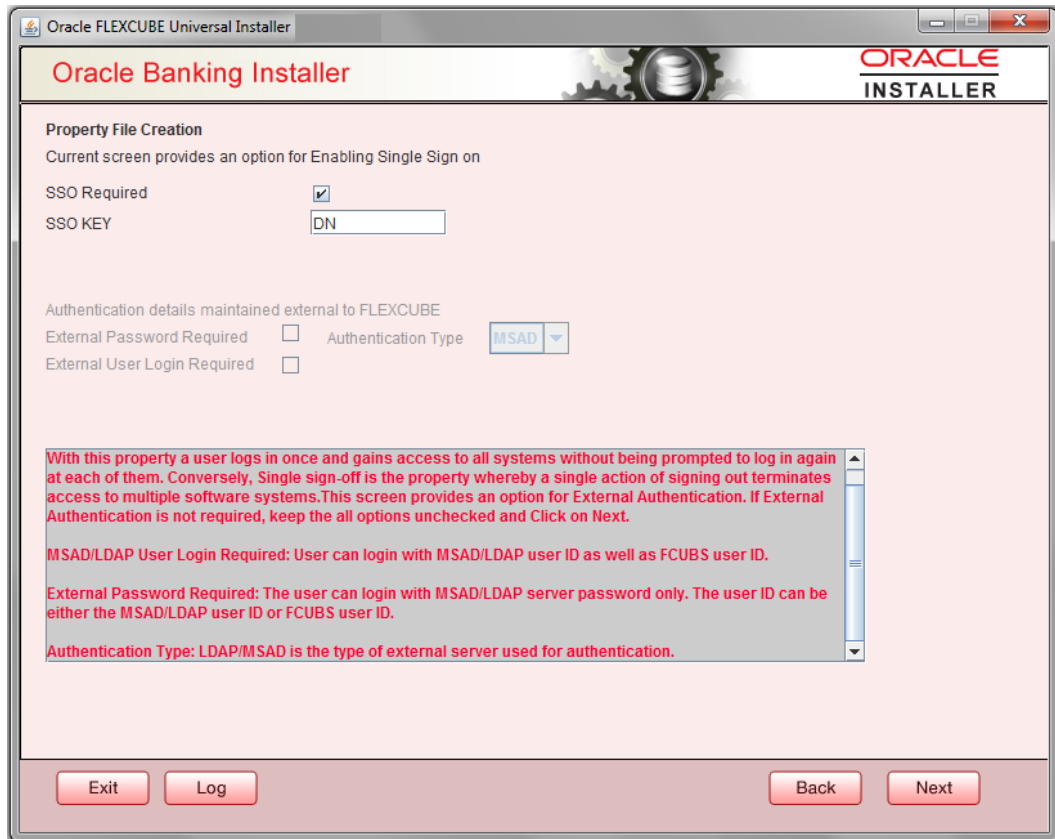 Oracle FLEXCUBE Universal Installer
Oracle Banking Installer
ORACLE
INSTALLER
Property File Creation
Current screen provides an option for Enabling Single Sign on
SSO Required
SSO KEY DN
Authentication details maintained external to FLEXCUBE
External Password Required Authentication Type MSAD
External User Login Required
With this property a user logs in once and gains access to all systems without being prompted to log in again
at each of them. Conversely, Single sign-off is the property whereby a single action of signing out terminates
access to multiple software systems.This screen provides an option for External Authentication. If External
Authentication is not required, keep the all options unchecked and Click on Next.
MSAD/LDAP User Login Required: User can login with MSAD/LDAP user ID as well as FCUBS user ID.
External Password Required: The user can login with MSAD/LDAP server password only. The user ID can be
either the MSAD/LDAP user ID or FCUBS user ID.
Authentication Type: LDAP/MSAD is the type of external server used for authentication.
Exit Log Back Next